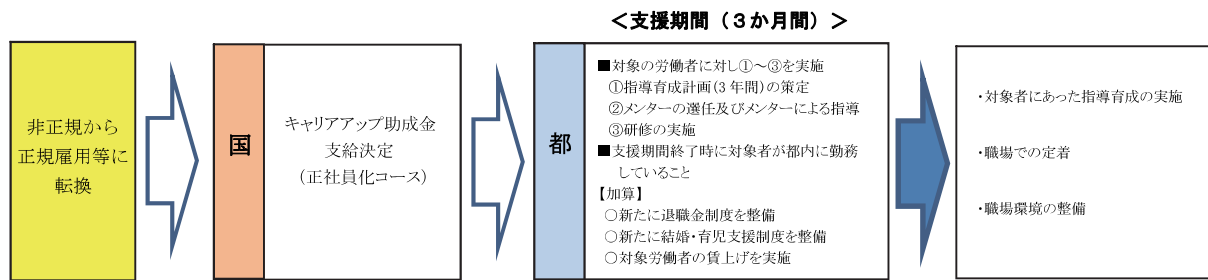 ＜支援期間（３か月間）＞
非正規から
正規雇用等に
転換
国
キャリアアップ助成金
支給決定
（正社員化コース）
都
■対象の労働者に対し①～③を実施
①指導育成計画(3年間)の策定
②メンターの選任及びメンターによる指導
③研修の実施
■支援期間終了時に対象者が都内に勤務
していること
【加算】
○新たに退職金制度を整備
○新たに結婚・育児支援制度を整備
○対象労働者の賃上げを実施
・対象者にあった指導育成の実施
・職場での定着
・職場環境の整備